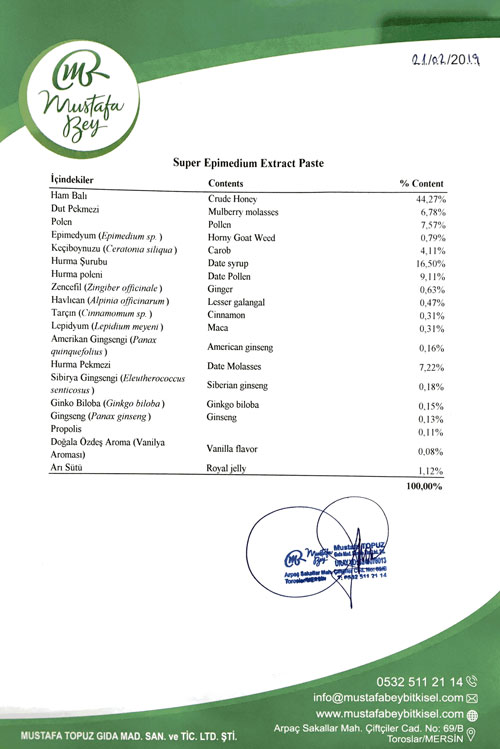 21/02/2019
MR
Mustafa
Bey
Super Epimedium Extract Paste
İçindekiler Contents % Content
Ham Balı Crude Honey 44,27%
Dut Pekmezi Mulberry molasses 6,78%
Polen Pollen 7,57%
Epimedyum (Epimedium sp. ) Horny Goat Weed 0,79%
Keçiboynuzu (Ceratonia siliqua ) Carob 4,11%
Hurma Şurubu Date syrup 16,50%
Hurma poleni Date Pollen 9,11%
Zencefil (Zingiber officinale ) Ginger 0,63%
Havlıcan (Alpinia officinarum ) Lesser galangal 0,47%
Tarçın (Cinnamomum sp. ) Cinnamon 0,31%
Lepidyum (Lepidium meyeni ) Maca 0,31%
Amerikan Gingsengi (Panax
quinquefolius ) American ginseng 0,16%
Hurma Pekmezi Date Molasses 7,22%
Sibirya Gingsengi (Eleutherococcus
senticosus ) Siberian ginseng 0,18%
Ginko Biloba (Ginkgo biloba ) Ginkgo biloba 0,15%
Gingseng (Panax ginseng ) Ginseng 0,13%
Propolis 0,11%
Doğala Özdeş Aroma (Vanilya
Aroması) Vanilla flavor 0,08%
Arı Sütü Royal jelly 1,12%
100,00%
MR Mustafa Bey Mustafa TOPUZ
Arpaç Sakallar Mah. Çiftçiler Cad. No: 69/B
Toroslar/MERSİN T: 0532 511 21 14
0532 511 21 14
info@mustafabeybitkisel.com
www.mustafabeybitkisel.com
Arpaç Sakallar Mah. Çiftçiler Cad. No: 69/B
Toroslar/MERSİN
MUSTAFA TOPUZ GIDA MAD. SAN. ve TİC. LTD. ŞTİ.